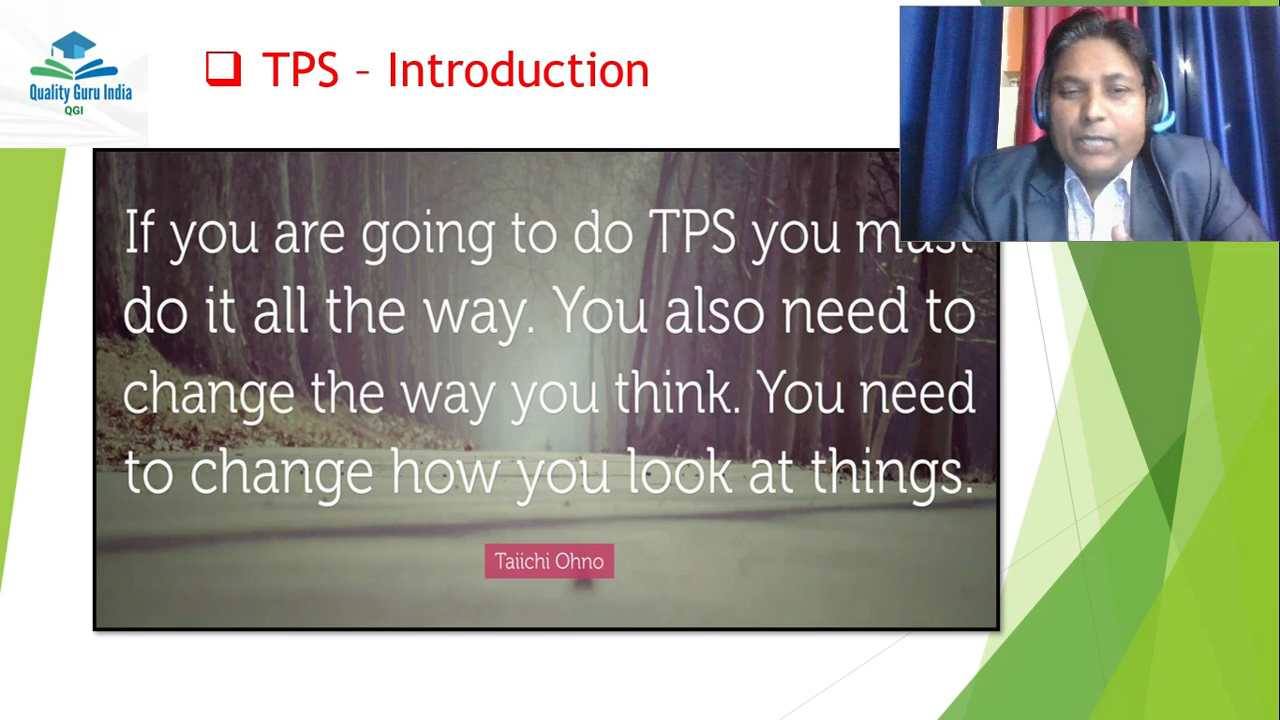 Quality Guru India
QGI
TPS - Introduction
If you are going to do TPS you must
do it all the way. You also need to
change the way you think. You need
to change how you look at things.
Taiichi Ohno